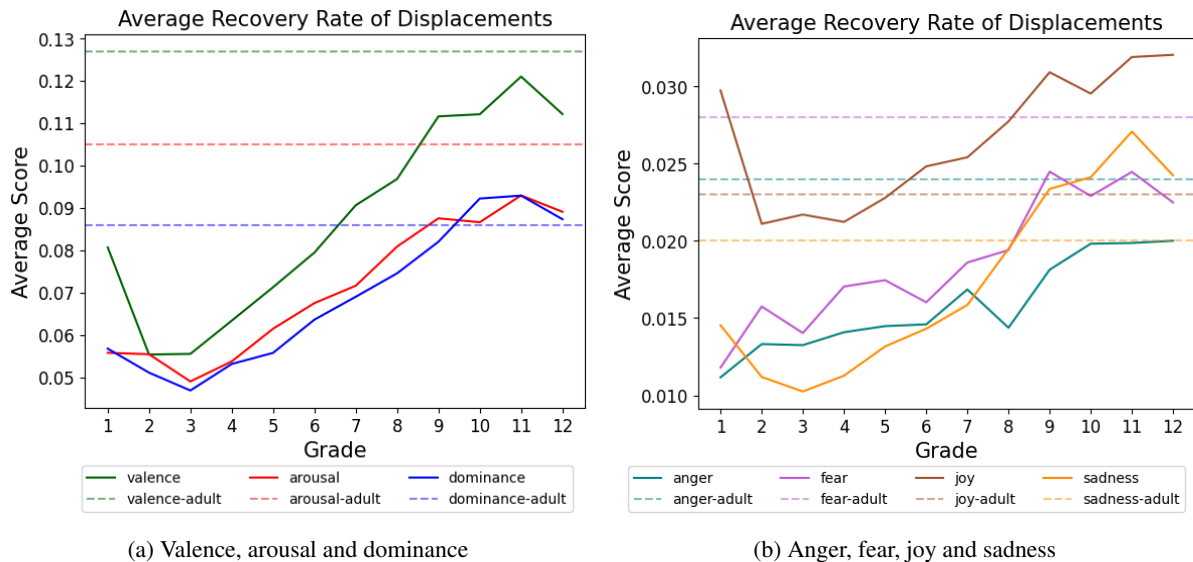 Average Recovery Rate of Displacements
0.13
0.12
0.11
0.10
0.09
0.08
0.07
0.06
0.05
Average Score
1 2 3 4 5 6 7 8 9 10 11 12
Grade
valence arousal dominance
valence-adult arousal-adult dominance-adult
(a) Valence, arousal and dominance
Average Recovery Rate of Displacements
0.030
0.025
0.020
0.015
0.010
Average Score
1 2 3 4 5 6 7 8 9 10 11 12
Grade
anger fear joy sadness
anger-adult fear-adult joy-adult sadness-adult
(b) Anger, fear, joy and sadness